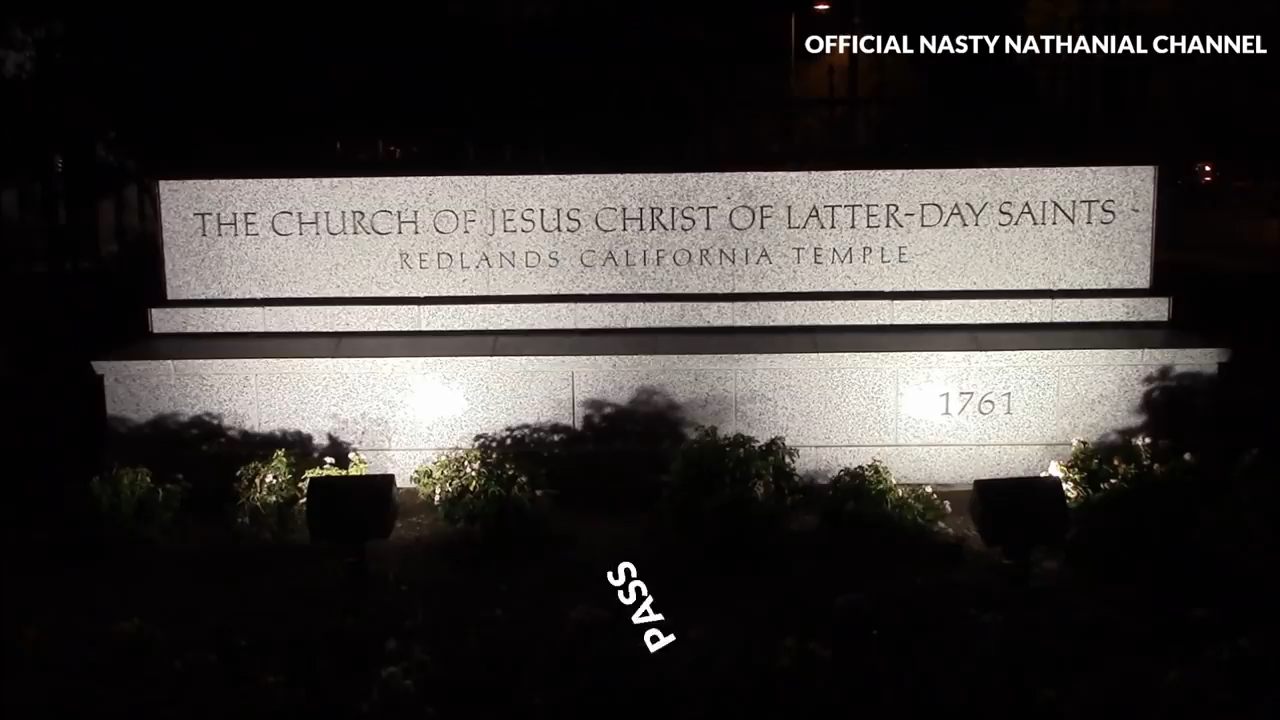 OFFICIAL NASTY NATHANIAL CHANNEL
THE CHURCH OF JESUS CHRIST OF LATTER-DAY SAINTS
REDLANDS CALIFORNIA TEMPLE
1761
PASS